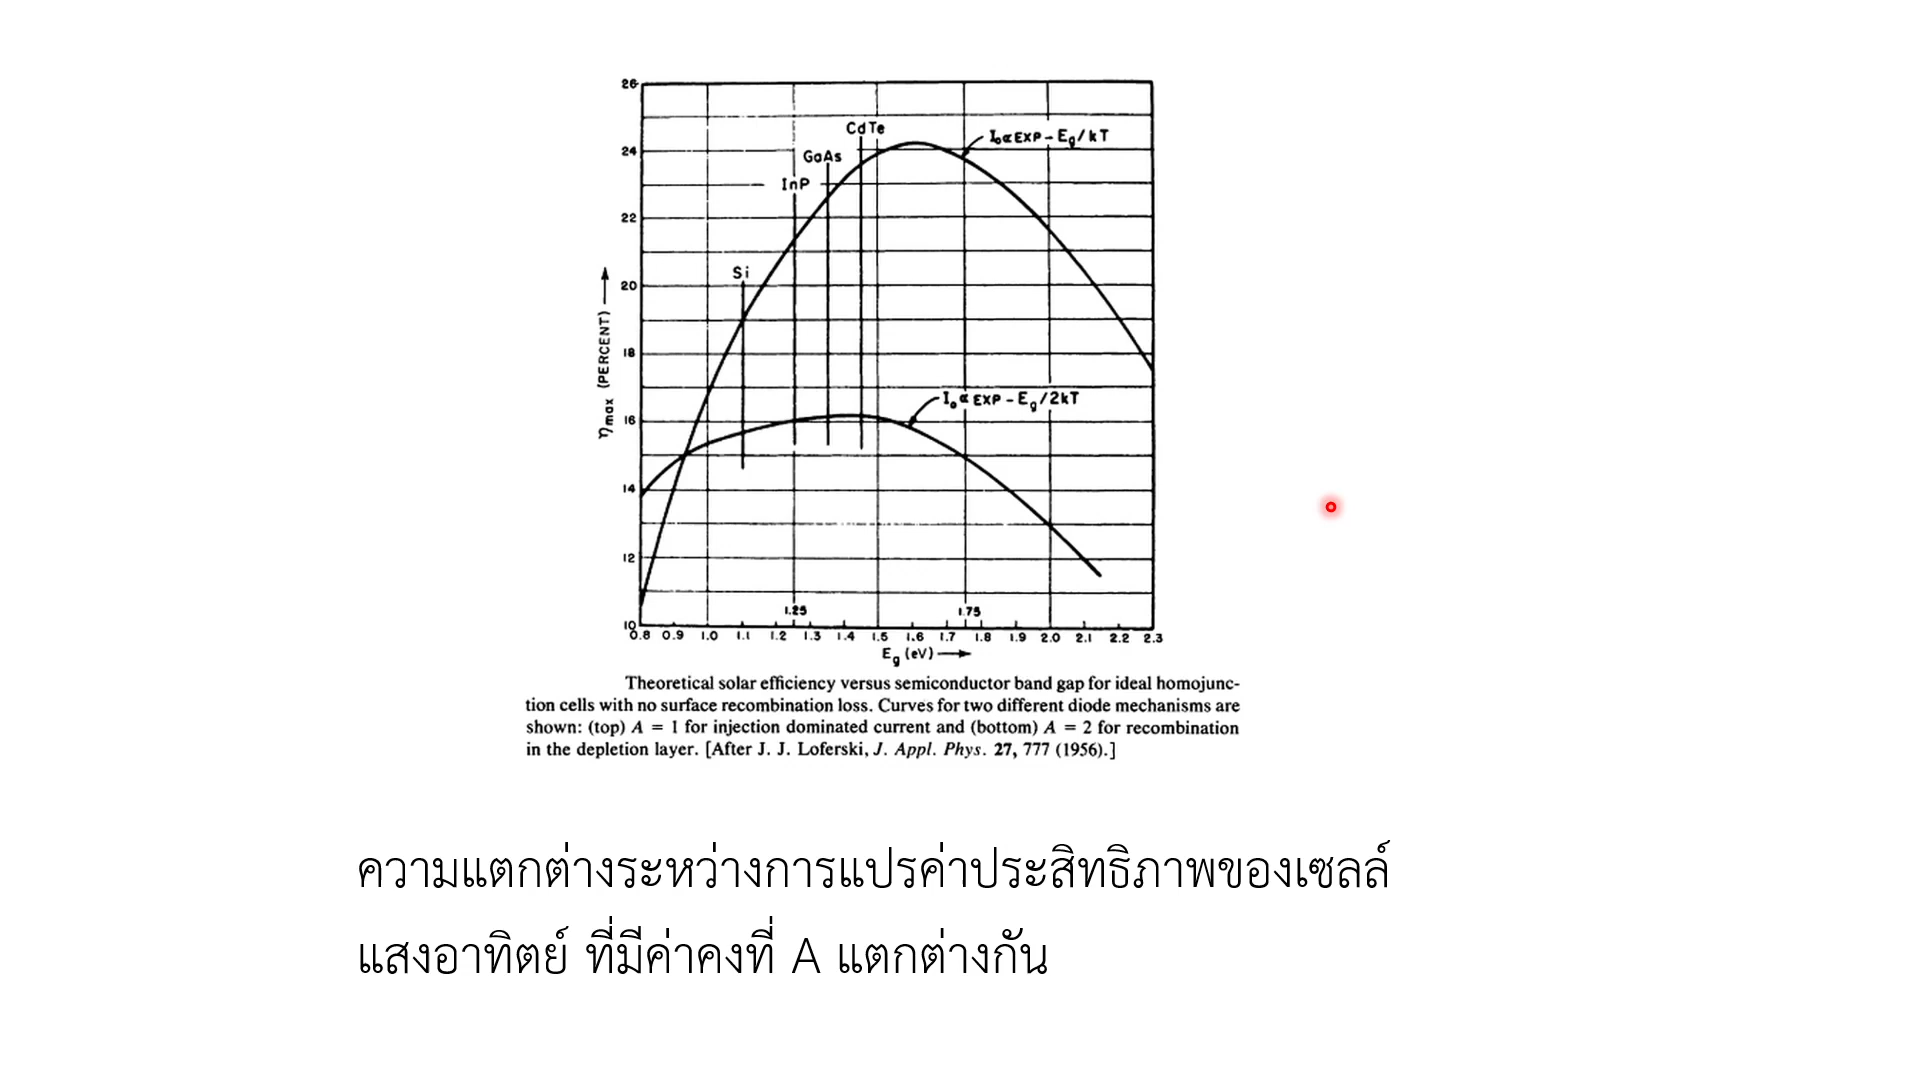 26
CdTe
I₀∝EXP-E_g/kT
24
GaAs
InP
22
Si
20
η_max (PERCENT) →
18
I₀∝EXP-E_g/2kT
16
14
12
1.25 1.75
10
0.8 0.9 1.0 1.1 1.2 1.3 1.4 1.5 1.6 1.7 1.8 1.9 2.0 2.1 2.2 2.3
E_g (eV) →
Theoretical solar efficiency versus semiconductor band gap for ideal homojunc-
tion cells with no surface recombination loss. Curves for two different diode mechanisms are
shown: (top) A = 1 for injection dominated current and (bottom) A = 2 for recombination
in the depletion layer. [After J. J. Loferski, J. Appl. Phys. 27, 777 (1956).]
ความแตกต่างระหว่างการแปรค่าประสิทธิภาพของเซลล์
แสงอาทิตย์ ที่มีค่าคงที่ A แตกต่างกัน